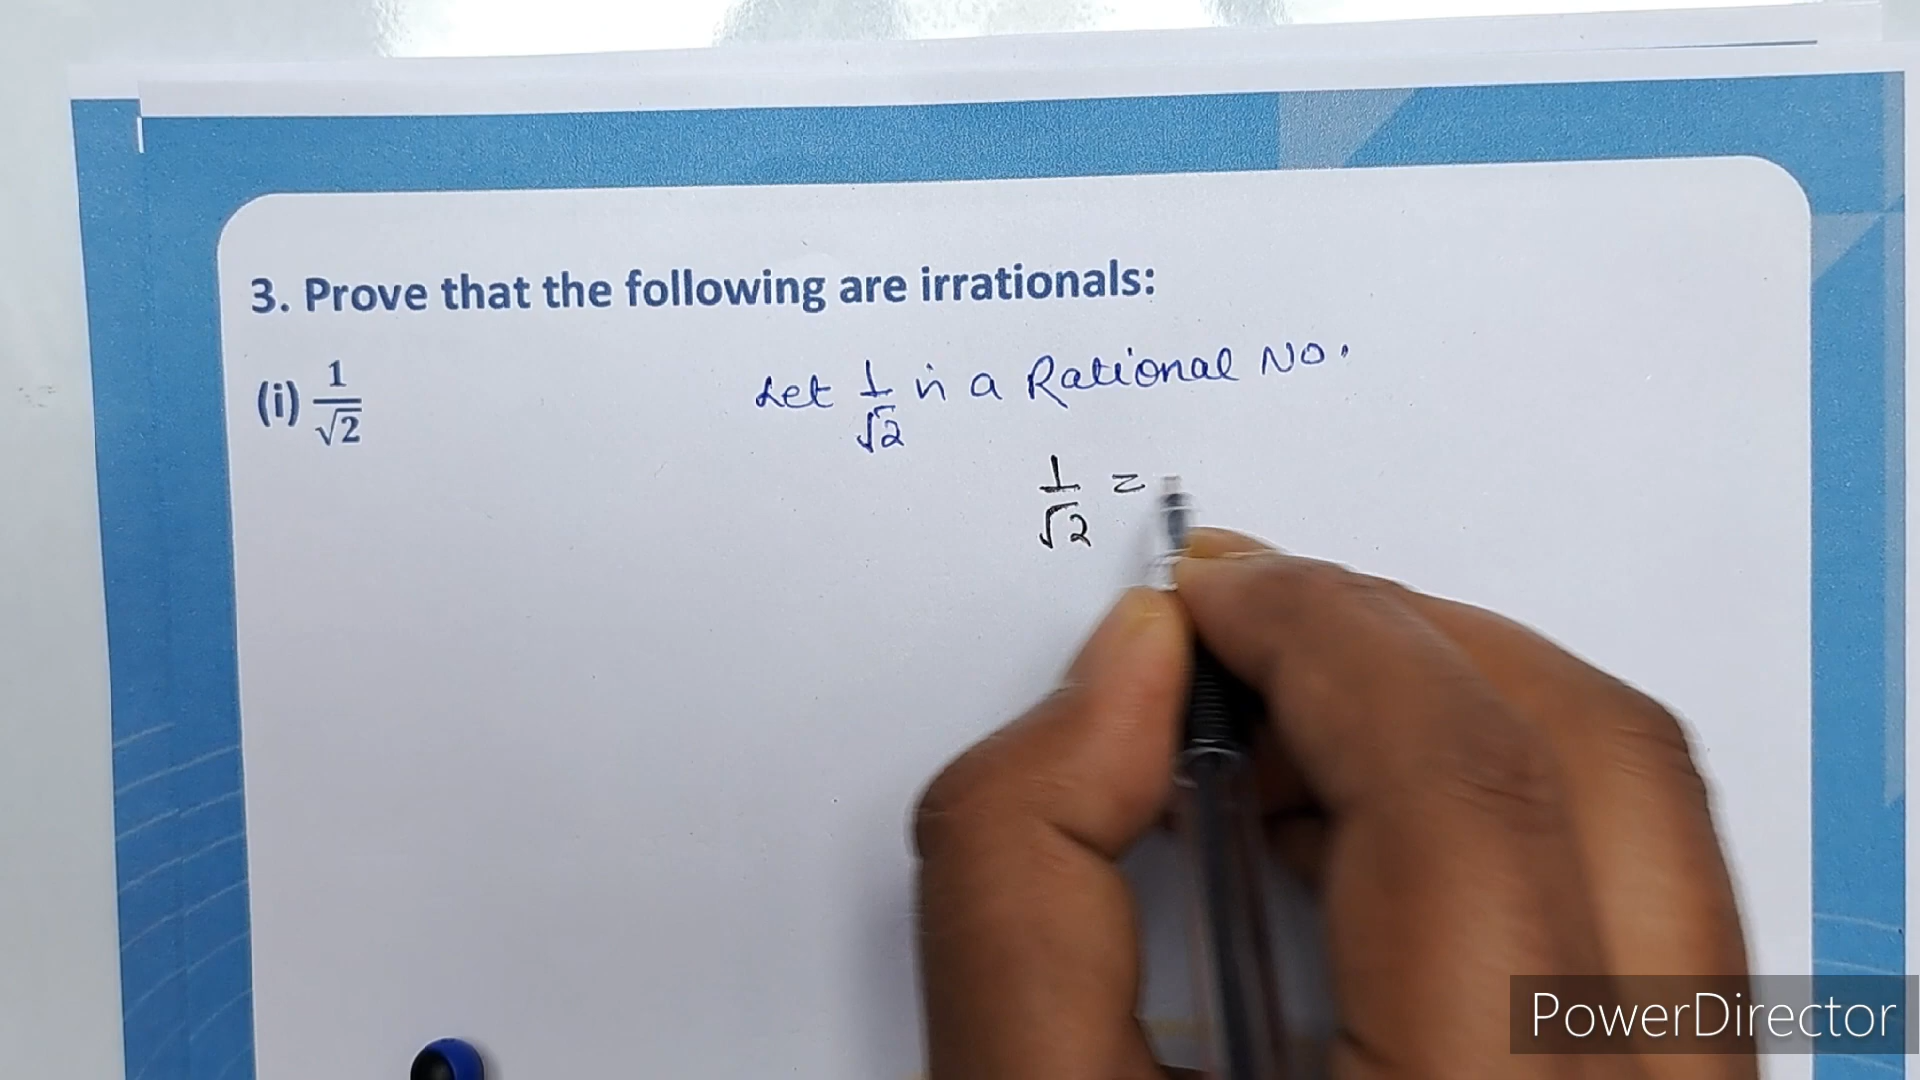 3. Prove that the following are irrationals:
(i) 1/√2
Let 1/√2 is a Rational No.
1/√2 =
PowerDirector